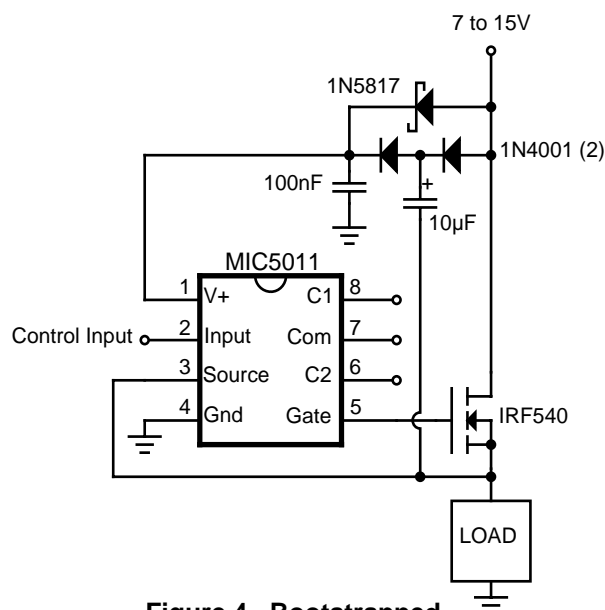 7 to 15V
1N5817
1N4001 (2)
100nF
+
10µF
MIC5011
1 V+ C1 8
Control Input 2 Input Com 7
3 Source C2 6
4 Gnd Gate 5
IRF540
LOAD
Figure 4. Bootstrapped